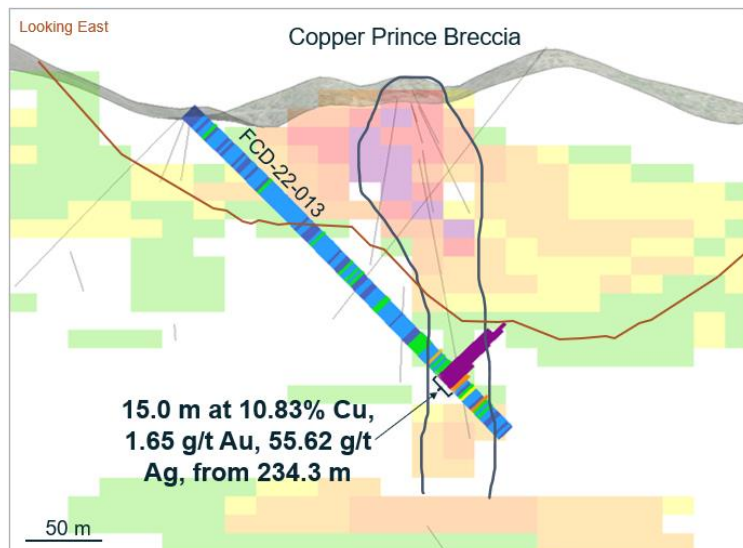 Looking East
Copper Prince Breccia
FCD-22-013
15.0 m at 10.83% Cu,
1.65 g/t Au, 55.62 g/t
Ag, from 234.3 m
50 m